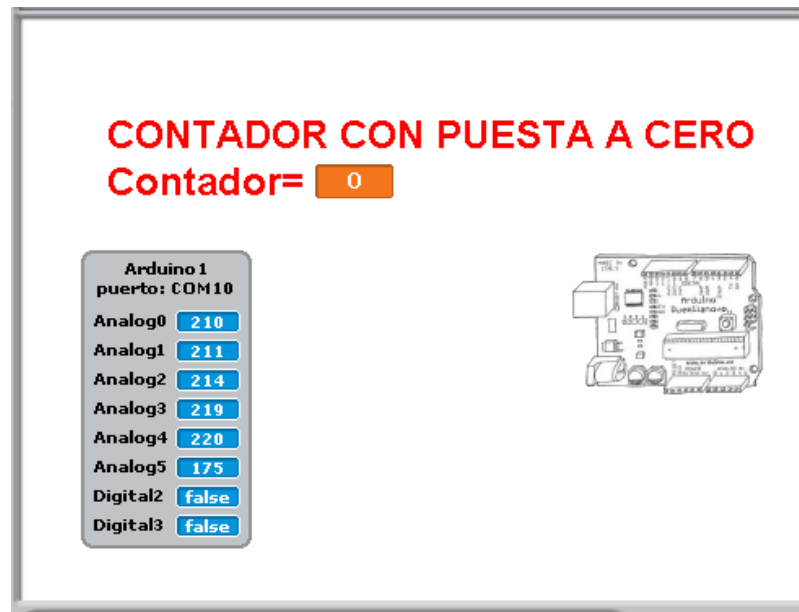 CONTADOR CON PUESTA A CERO
Contador= 0
Arduino1
puerto: COM10
Analog0 210
Analog1 211
Analog2 214
Analog3 219
Analog4 220
Analog5 175
Digital2 false
Digital3 false
Arduino